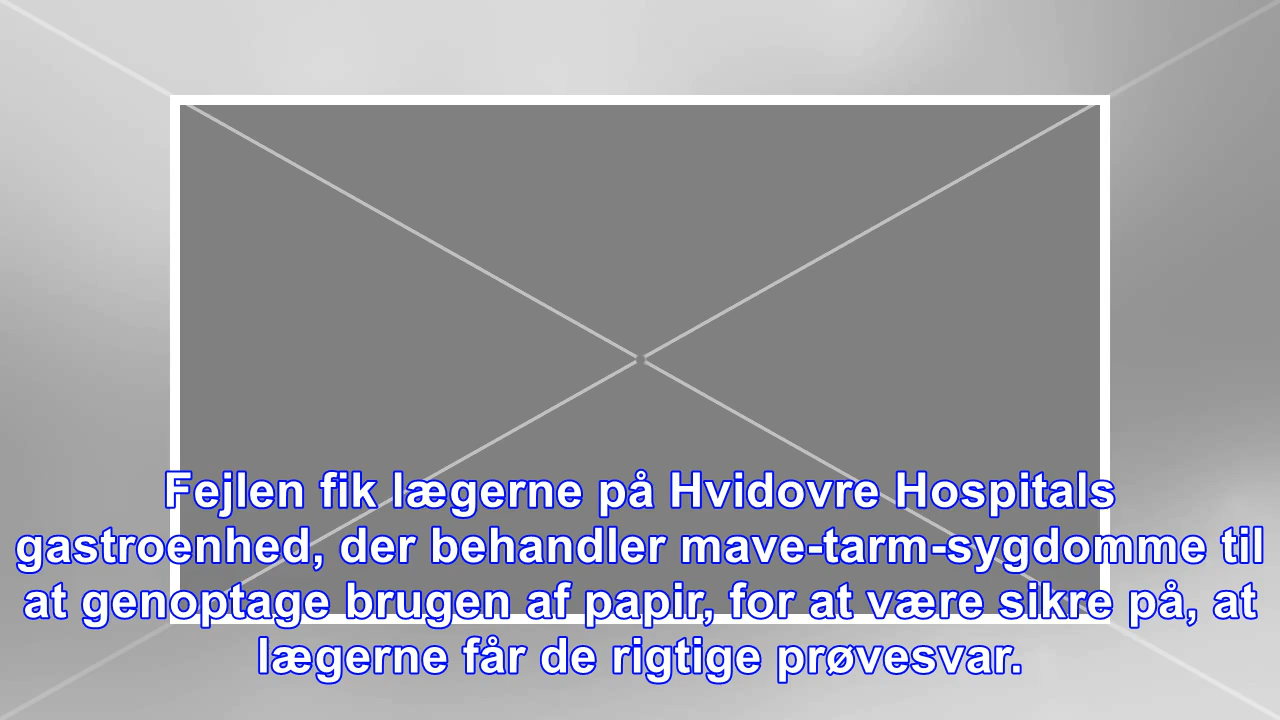 Fejlen fik lægerne på Hvidovre Hospitals
gastroenhed, der behandler mave-tarm-sygdomme til
at genoptage brugen af papir, for at være sikre på, at
lægerne får de rigtige prøvesvar.